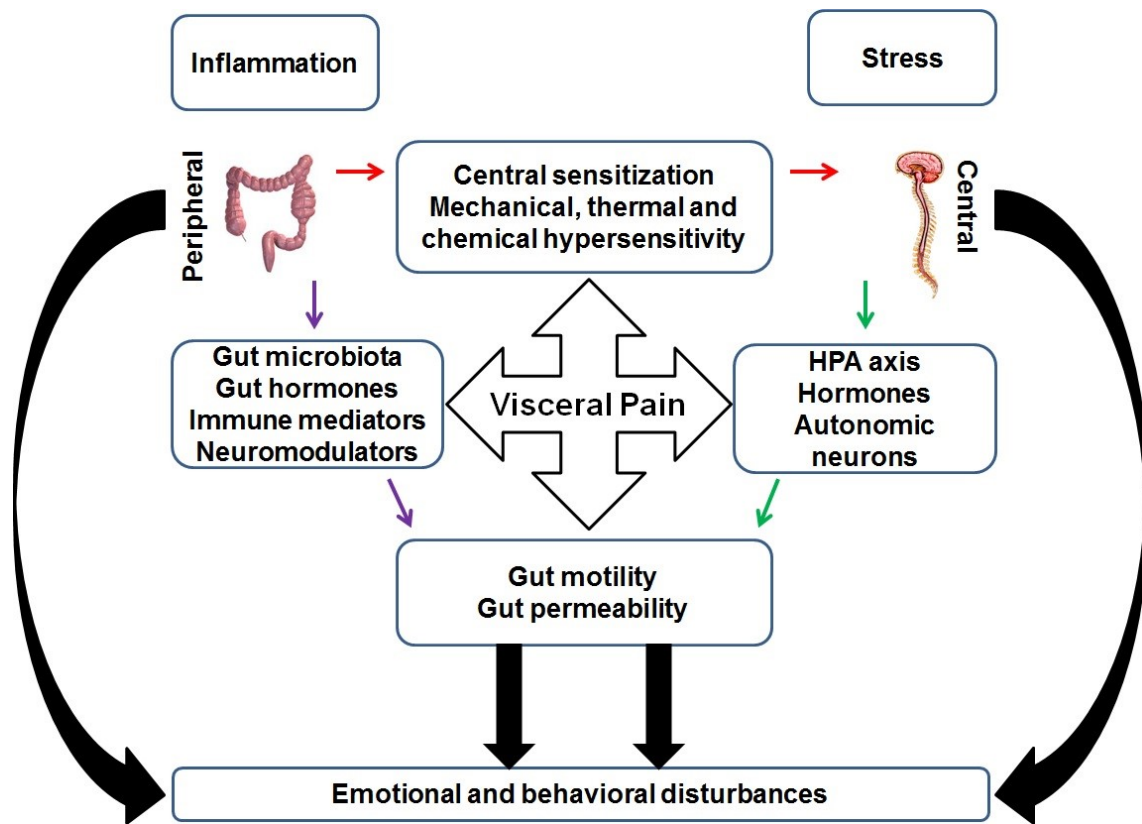 Inflammation
Stress
Peripheral
Central sensitization
Mechanical, thermal and
chemical hypersensitivity
Central
Gut microbiota
Gut hormones
Immune mediators
Neuromodulators
Visceral Pain
HPA axis
Hormones
Autonomic
neurons
Gut motility
Gut permeability
Emotional and behavioral disturbances